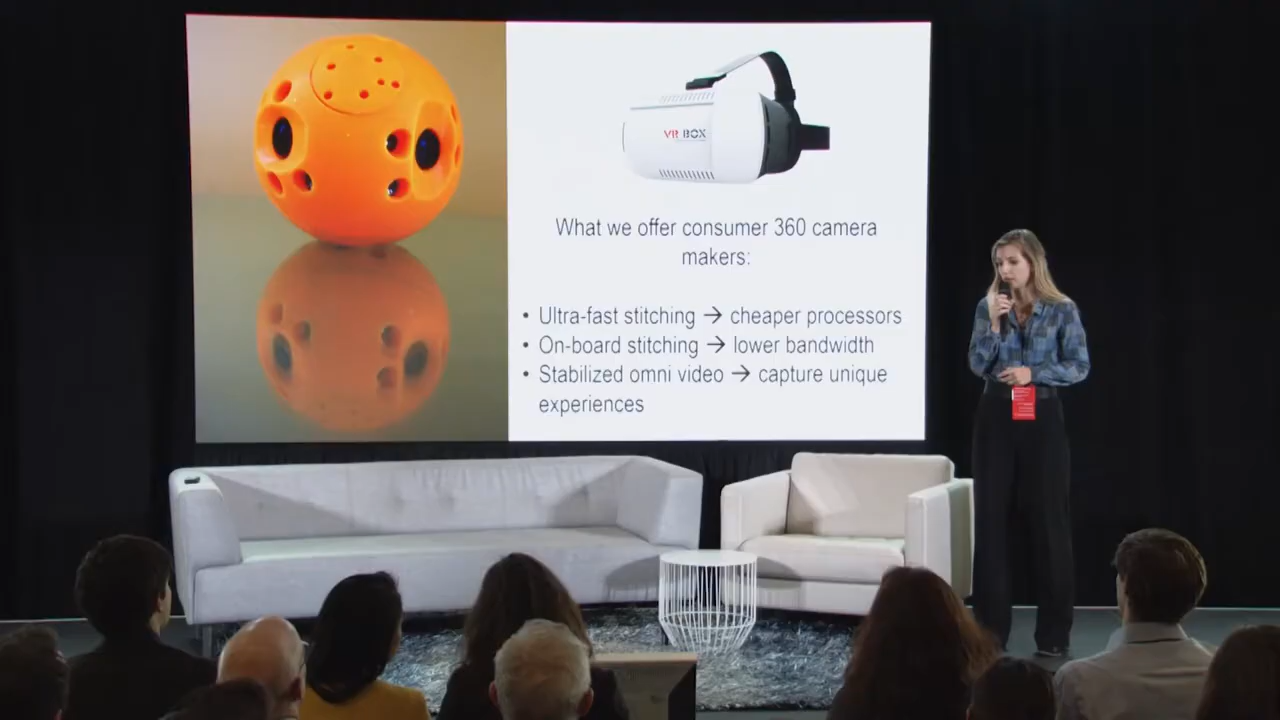 VR BOX
What we offer consumer 360 camera
makers:
• Ultra-fast stitching → cheaper processors
• On-board stitching → lower bandwidth
• Stabilized omni video → capture unique
experiences